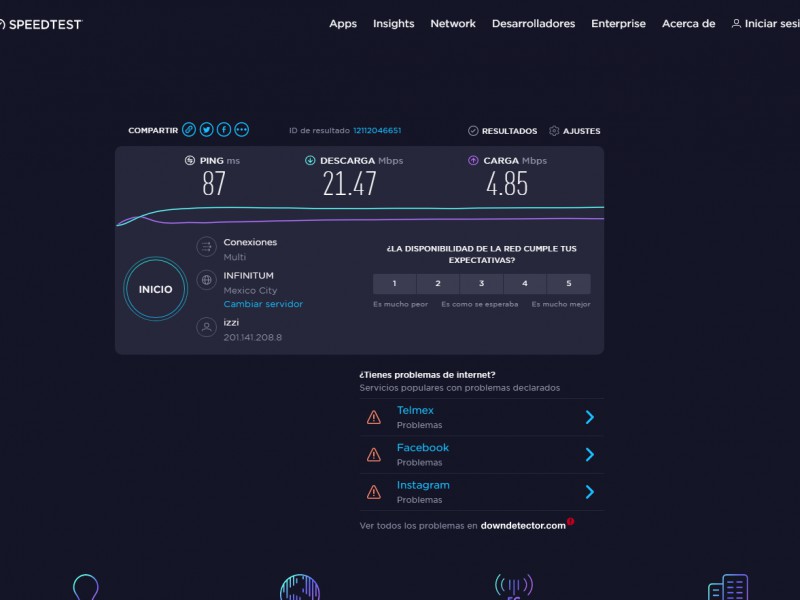 SPEEDTEST
Apps Insights Network Desarrolladores Enterprise Acerca de Iniciar sesi
COMPARTIR ID de resultado 12112046651 RESULTADOS AJUSTES
PING ms DESCARGA Mbps CARGA Mbps
87 21.47 4.85
Conexiones
Multi
INFINITUM
Mexico City
Cambiar servidor
izzi
201.141.208.8
INICIO
¿LA DISPONIBILIDAD DE LA RED CUMPLE TUS
EXPECTATIVAS?
1 2 3 4 5
Es mucho peor Es como se esperaba Es mucho mejor
¿Tienes problemas de internet?
Servicios populares con problemas declarados
Telmex
Problemas
Facebook
Problemas
Instagram
Problemas
Ver todos los problemas en downdetector.com